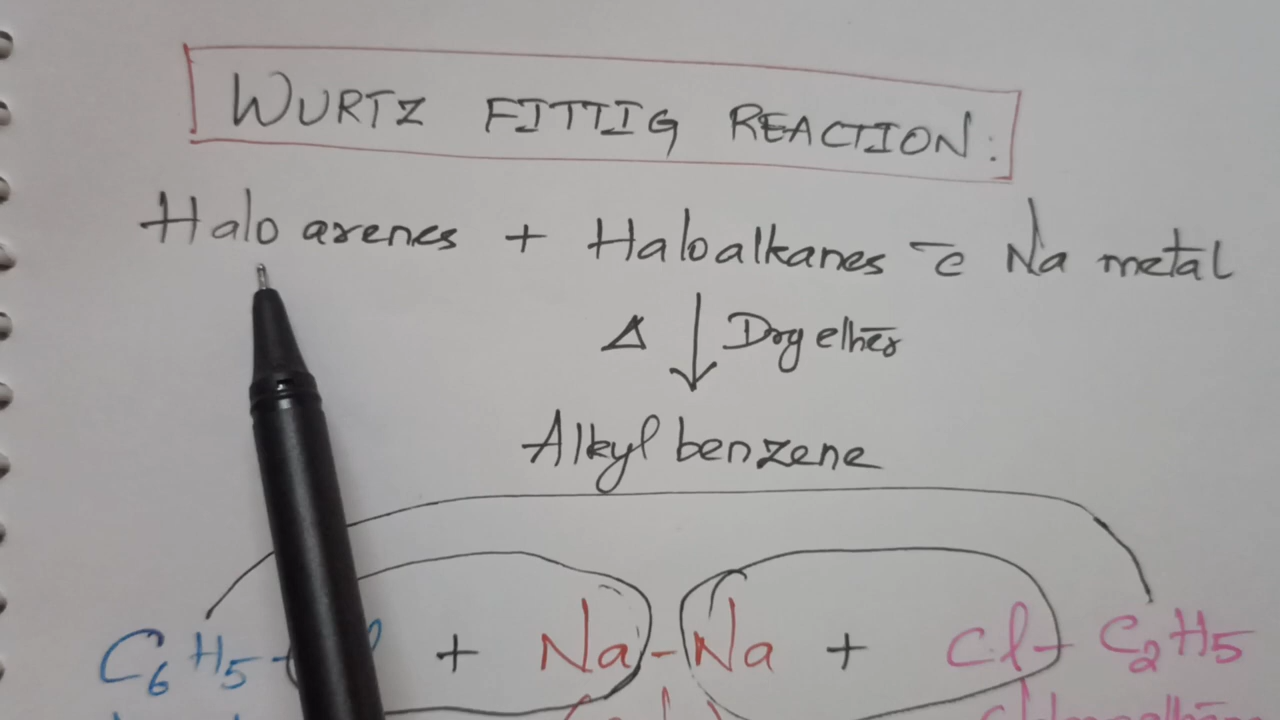 WURTZ FITTIG REACTION:
Halo arenes + Haloalkanes c̄ Na metal
Δ ↓ Dry ether
Alkyl benzene
C6H5- + Na-Na + Cl-C2H5